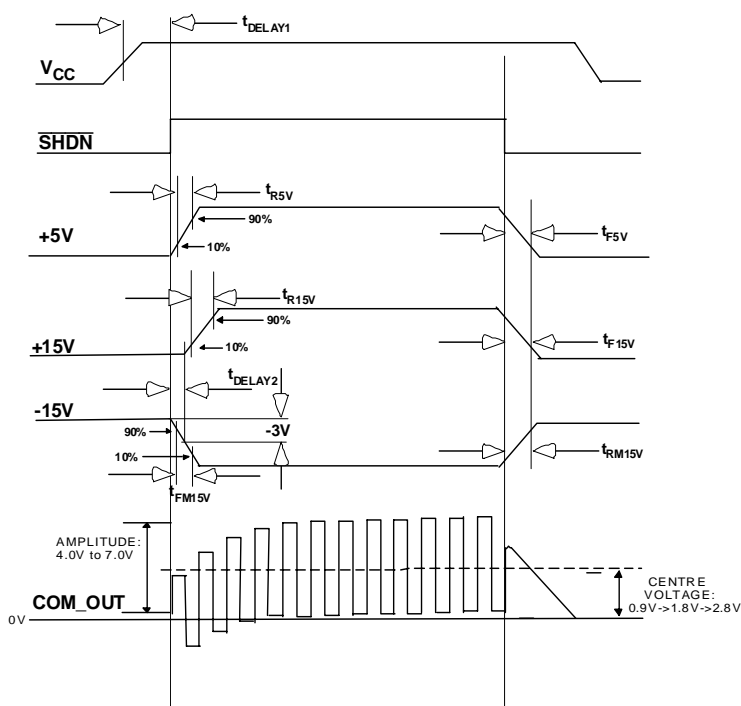 tDELAY1
VCC
SHDN
tR5V
90%
+5V
10%
tF5V
tR15V
90%
10%
+15V
tF15V
tDELAY2
-15V
90%
-3V
10%
tRM15V
tFM15V
AMPLITUDE:
4.0V to 7.0V
COM_OUT
0V
CENTRE
VOLTAGE:
0.9V->1.8V->2.8V